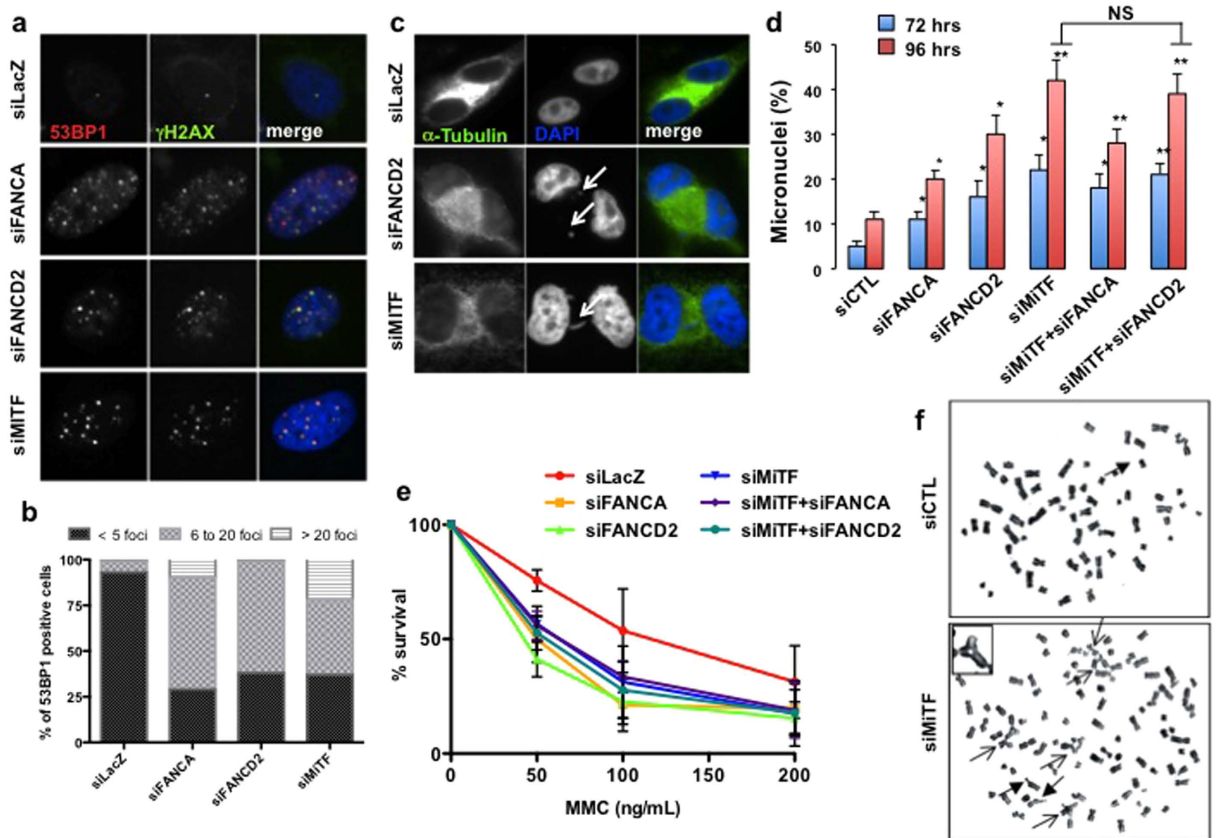 a
siLacZ
53BP1
γH2AX
merge
siFANCA
siFANCD2
siMITF
b
< 5 foci
6 to 20 foci
> 20 foci
% of 53BP1 positive cells
100
75
50
25
0
siLacZ
siFANCA
siFANCD2
siMITF
c
siLacZ
α-Tubulin
DAPI
merge
siFANCD2
siMITF
d
72 hrs
96 hrs
NS
Micronuclei (%)
50
40
30
20
10
0
*
*
*
*
*
**
*
**
**
**
siCTL
siFANCA
siFANCD2
siMiTF
siMiTF+siFANCA
siMiTF+siFANCD2
e
siLacZ
siFANCA
siFANCD2
siMiTF
siMiTF+siFANCA
siMiTF+siFANCD2
% survival
100
50
0
0
50
100
150
200
MMC (ng/mL)
f
siCTL
siMiTF